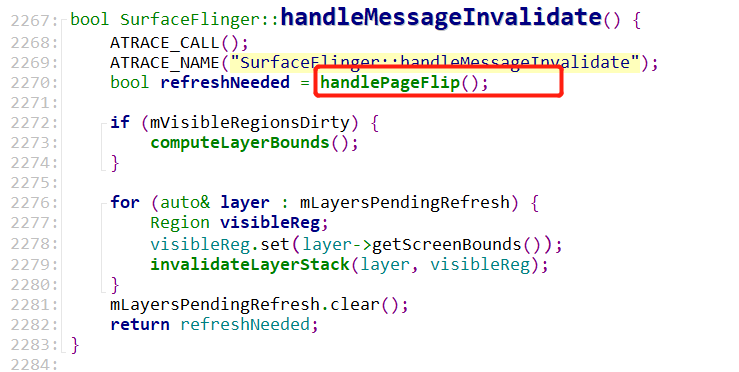 2267: bool SurfaceFlinger::handleMessageInvalidate() {
2268:     ATRACE_CALL();
2269:     ATRACE_NAME("SurfaceFlinger::handleMessageInvalidate");
2270:     bool refreshNeeded = handlePageFlip();
2271:
2272:     if (mVisibleRegionsDirty) {
2273:         computeLayerBounds();
2274:     }
2275:
2276:     for (auto& layer : mLayersPendingRefresh) {
2277:         Region visibleReg;
2278:         visibleReg.set(layer->getScreenBounds());
2279:         invalidateLayerStack(layer, visibleReg);
2280:     }
2281:     mLayersPendingRefresh.clear();
2282:     return refreshNeeded;
2283: }
2284: